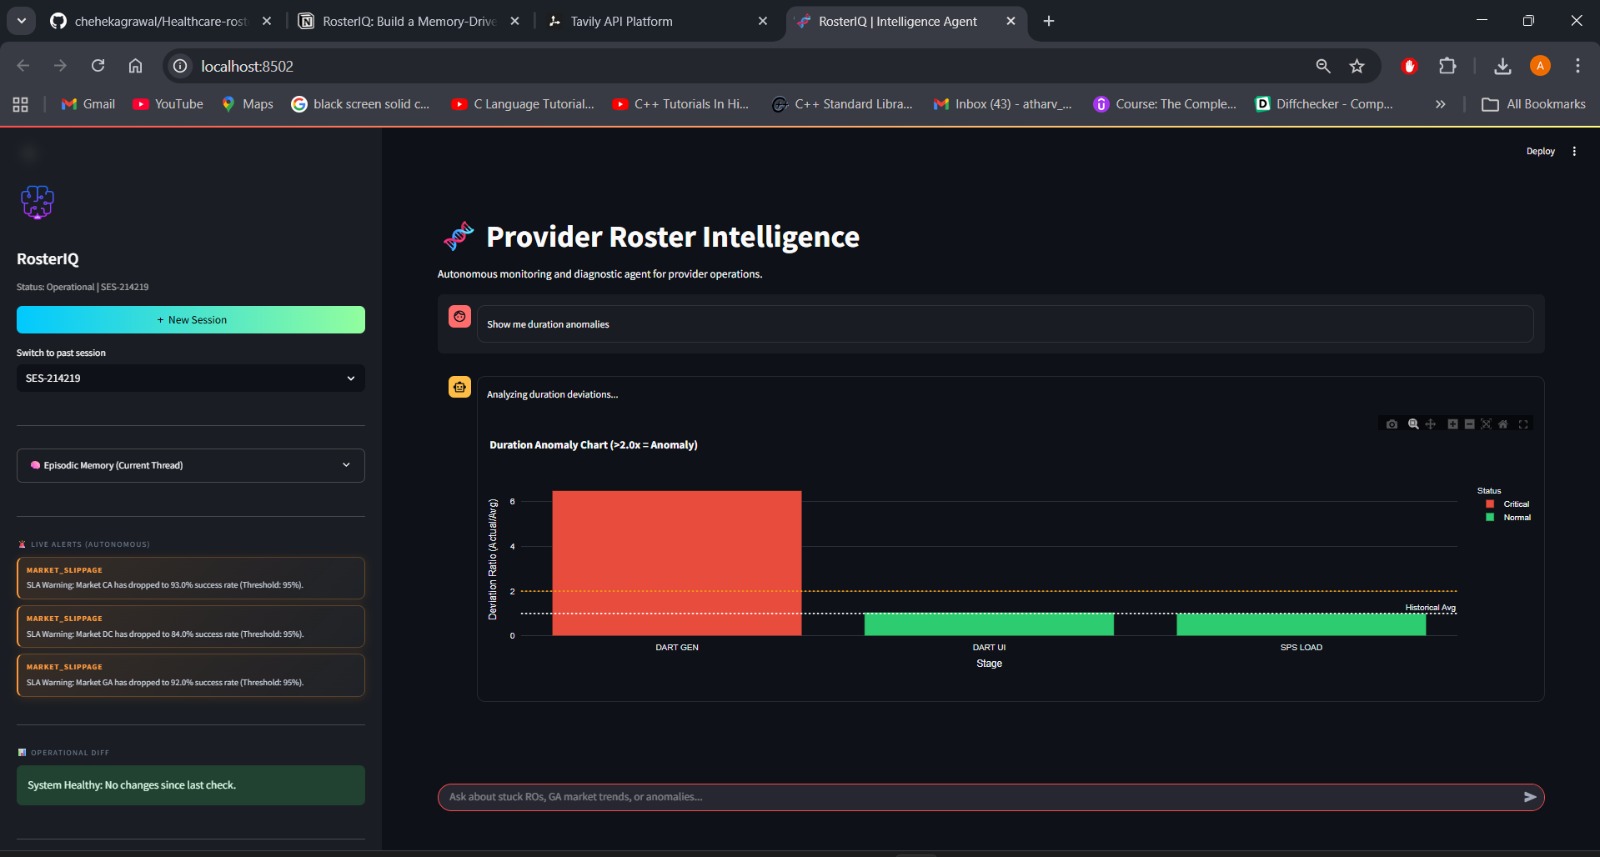 chehekagrawal/Healthcare-rost
RosterIQ: Build a Memory-Drive
Tavily API Platform
RosterIQ | Intelligence Agent
localhost:8502
A
Gmail
YouTube
Maps
black screen solid c...
C Language Tutorial...
C++ Tutorials In Hi...
C++ Standard Libra...
Inbox (43) - atharv_...
Course: The Comple...
Diffchecker - Comp...
All Bookmarks
Deploy
RosterIQ
Status: Operational | SES-214219
+ New Session
Switch to past session
SES-214219
Episodic Memory (Current Thread)
LIVE ALERTS (AUTONOMOUS)
MARKET_SLIPPAGE
SLA Warning: Market CA has dropped to 93.0% success rate (Threshold: 95%).
MARKET_SLIPPAGE
SLA Warning: Market DC has dropped to 84.0% success rate (Threshold: 95%).
MARKET_SLIPPAGE
SLA Warning: Market GA has dropped to 92.0% success rate (Threshold: 95%).
OPERATIONAL DIFF
System Healthy: No changes since last check.
Provider Roster Intelligence
Autonomous monitoring and diagnostic agent for provider operations.
Show me duration anomalies
Analyzing duration deviations...
Duration Anomaly Chart (>2.0x = Anomaly)
Deviation Ratio (Actual/Avg)
6
4
2
0
Historical Avg
DART GEN
DART UI
SPS LOAD
Stage
Status
Critical
Normal
Ask about stuck ROs, GA market trends, or anomalies...